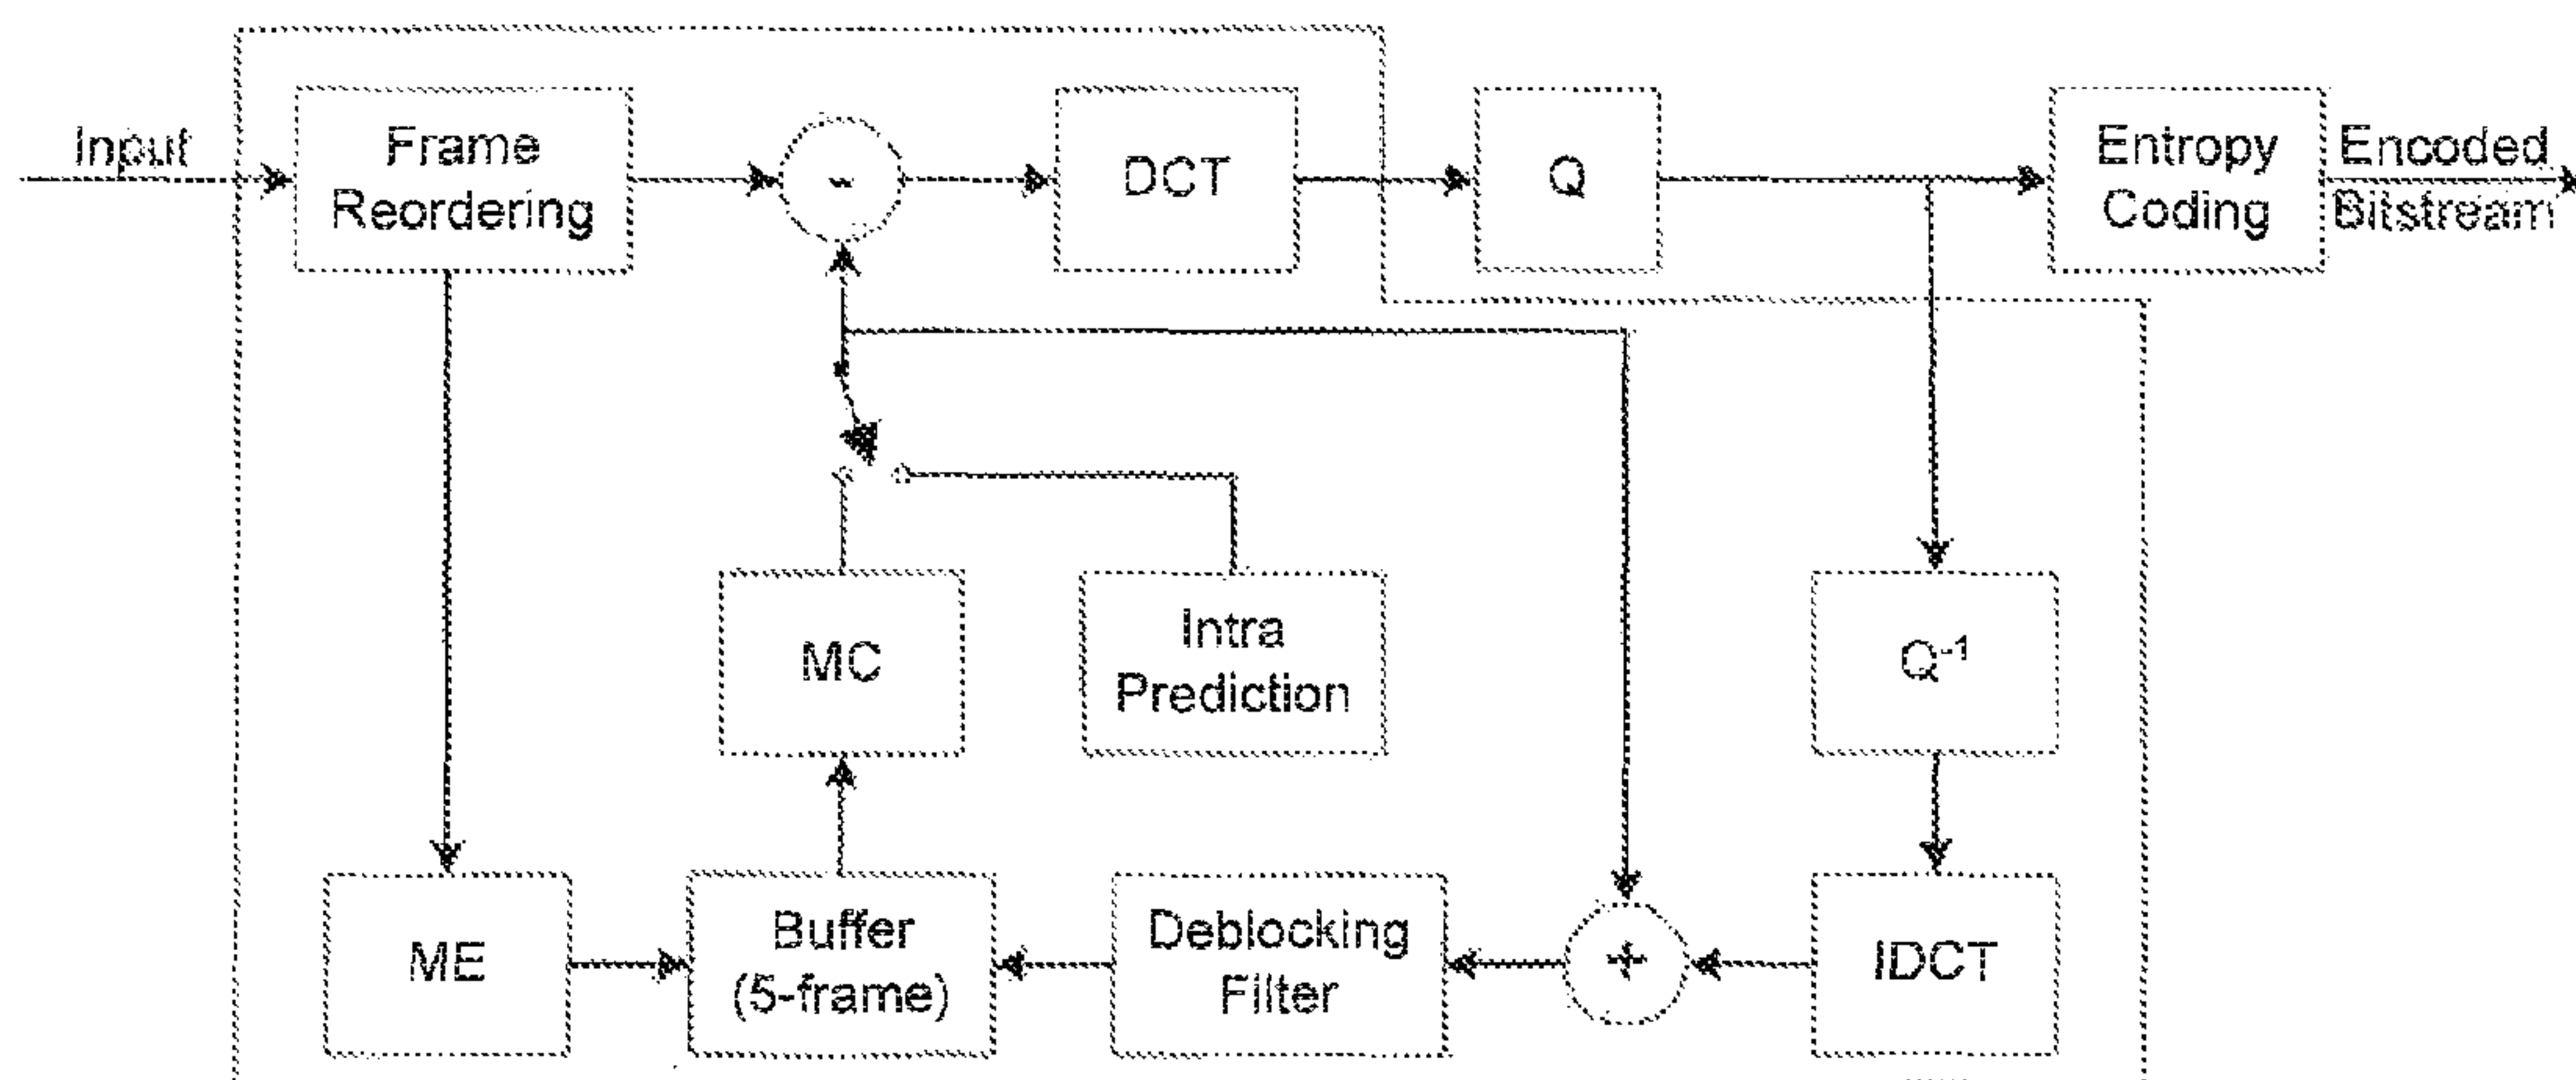 Input
Frame
Reordering
-
DCT
Q
Entropy
Coding
Encoded
Bitstream
MC
Intra
Prediction
Q-1
ME
Buffer
(5-frame)
Deblocking
Filter
+
IDCT